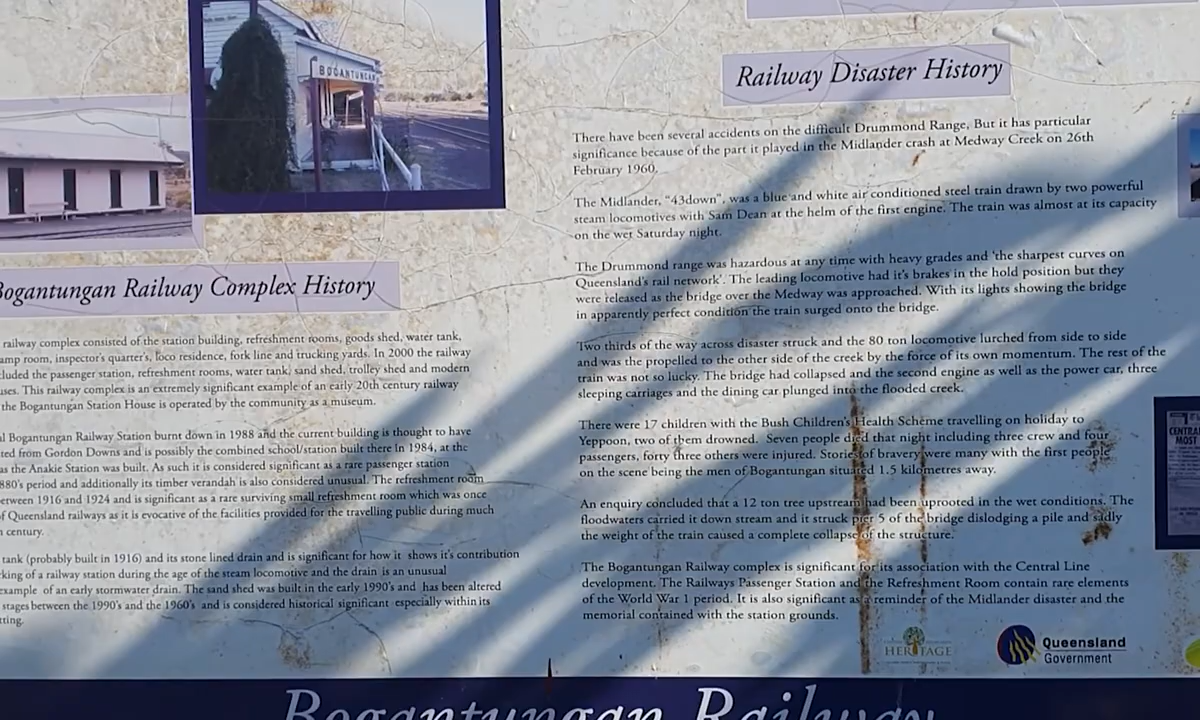 BOGANTUNGAN
Bogantungan Railway Complex History
railway complex consisted of the station building, refreshment rooms, goods shed, water tank,
amp room, inspector's quarter's, loco residence, fork line and trucking yards. In 2000 the railway
cluded the passenger station, refreshment rooms, water tank, sand shed, trolley shed and modern
uses. This railway complex is an extremely significant example of an early 20th century railway
the Bogantungan Station House is operated by the community as a museum.
al Bogantungan Railway Station burnt down in 1988 and the current building is thought to have
ted from Gordon Downs and is possibly the combined school/station built there in 1984, at the
as the Anakie Station was built. As such it is considered significant as a rare passenger station
880's period and additionally its timber verandah is also considered unusual. The refreshment room
etween 1916 and 1924 and is significant as a rare surviving small refreshment room which was once
of Queensland railways as it is evocative of the facilities provided for the travelling public during much
century.
tank (probably built in 1916) and its stone lined drain and is significant for how it shows it's contribution
king of a railway station during the age of the steam locomotive and the drain is an unusual
example of an early stormwater drain. The sand shed was built in the early 1990's and has been altered
stages between the 1990's and the 1960's and is considered historical significant especially within its
tting.
Railway Disaster History
There have been several accidents on the difficult Drummond Range, But it has particular
significance because of the part it played in the Midlander crash at Medway Creek on 26th
February 1960.
The Midlander, “43down”, was a blue and white air conditioned steel train drawn by two powerful
steam locomotives with Sam Dean at the helm of the first engine. The train was almost at its capacity
on the wet Saturday night.
The Drummond range was hazardous at any time with heavy grades and 'the sharpest curves on
Queensland's rail network'. The leading locomotive had it's brakes in the hold position but they
were released as the bridge over the Medway was approached. With its lights showing the bridge
in apparently perfect condition the train surged onto the bridge.
Two thirds of the way across disaster struck and the 80 ton locomotive lurched from side to side
and was the propelled to the other side of the creek by the force of its own momentum. The rest of the
train was not so lucky. The bridge had collapsed and the second engine as well as the power car, three
sleeping carriages and the dining car plunged into the flooded creek.
There were 17 children with the Bush Children's Health Scheme travelling on holiday to
Yeppoon, two of them drowned. Seven people died that night including three crew and four
passengers, forty three others were injured. Stories of bravery were many with the first people
on the scene being the men of Bogantungan situated 1.5 kilometres away.
An enquiry concluded that a 12 ton tree upstream had been uprooted in the wet conditions. The
floodwaters carried it down stream and it struck pier 5 of the bridge dislodging a pile and sadly
the weight of the train caused a complete collapse of the structure.
The Bogantungan Railway complex is significant for its association with the Central Line
development. The Railways Passenger Station and the Refreshment Room contain rare elements
of the World War 1 period. It is also significant as a reminder of the Midlander disaster and the
memorial contained with the station grounds.
CENTRAL
MOST
HERITAGE
Queensland
Government
Bogantungan Railway